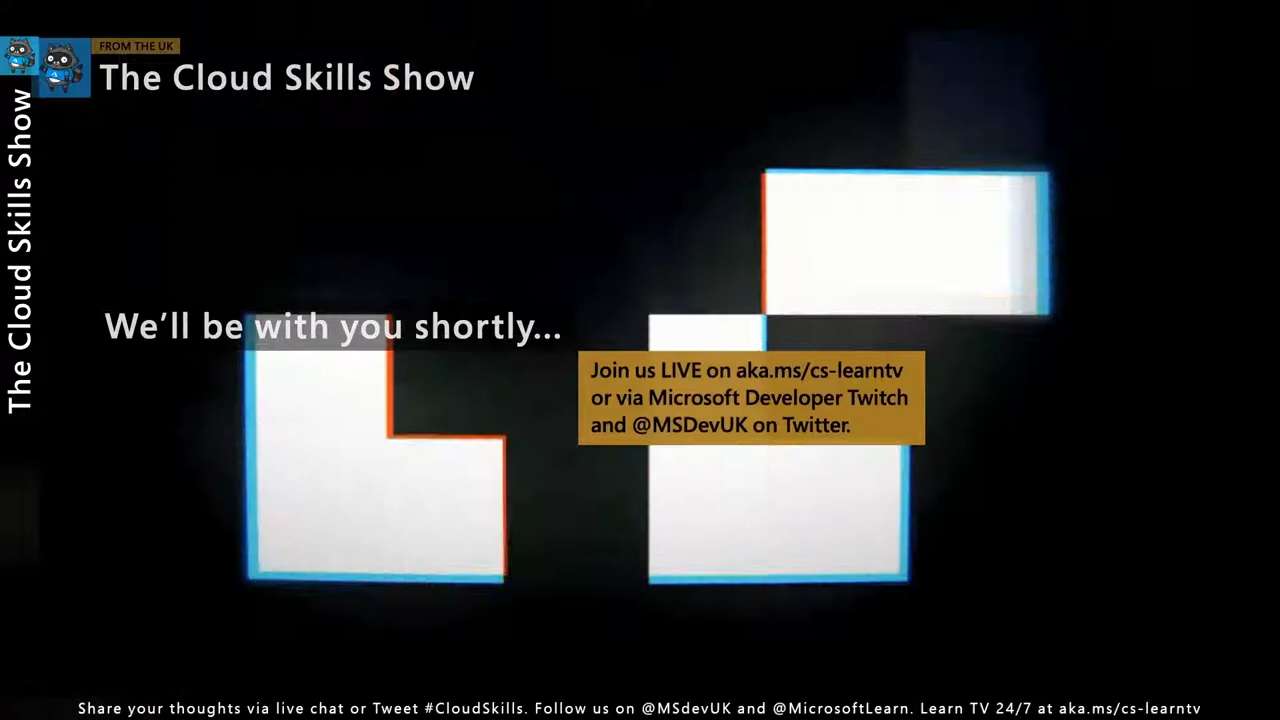 FROM THE UK
The Cloud Skills Show
The Cloud Skills Show
We’ll be with you shortly...
Join us LIVE on aka.ms/cs-learntv
or via Microsoft Developer Twitch
and @MSDevUK on Twitter.
Share your thoughts via live chat or Tweet #CloudSkills. Follow us on @MSdevUK and @MicrosoftLearn. Learn TV 24/7 at aka.ms/cs-learntv